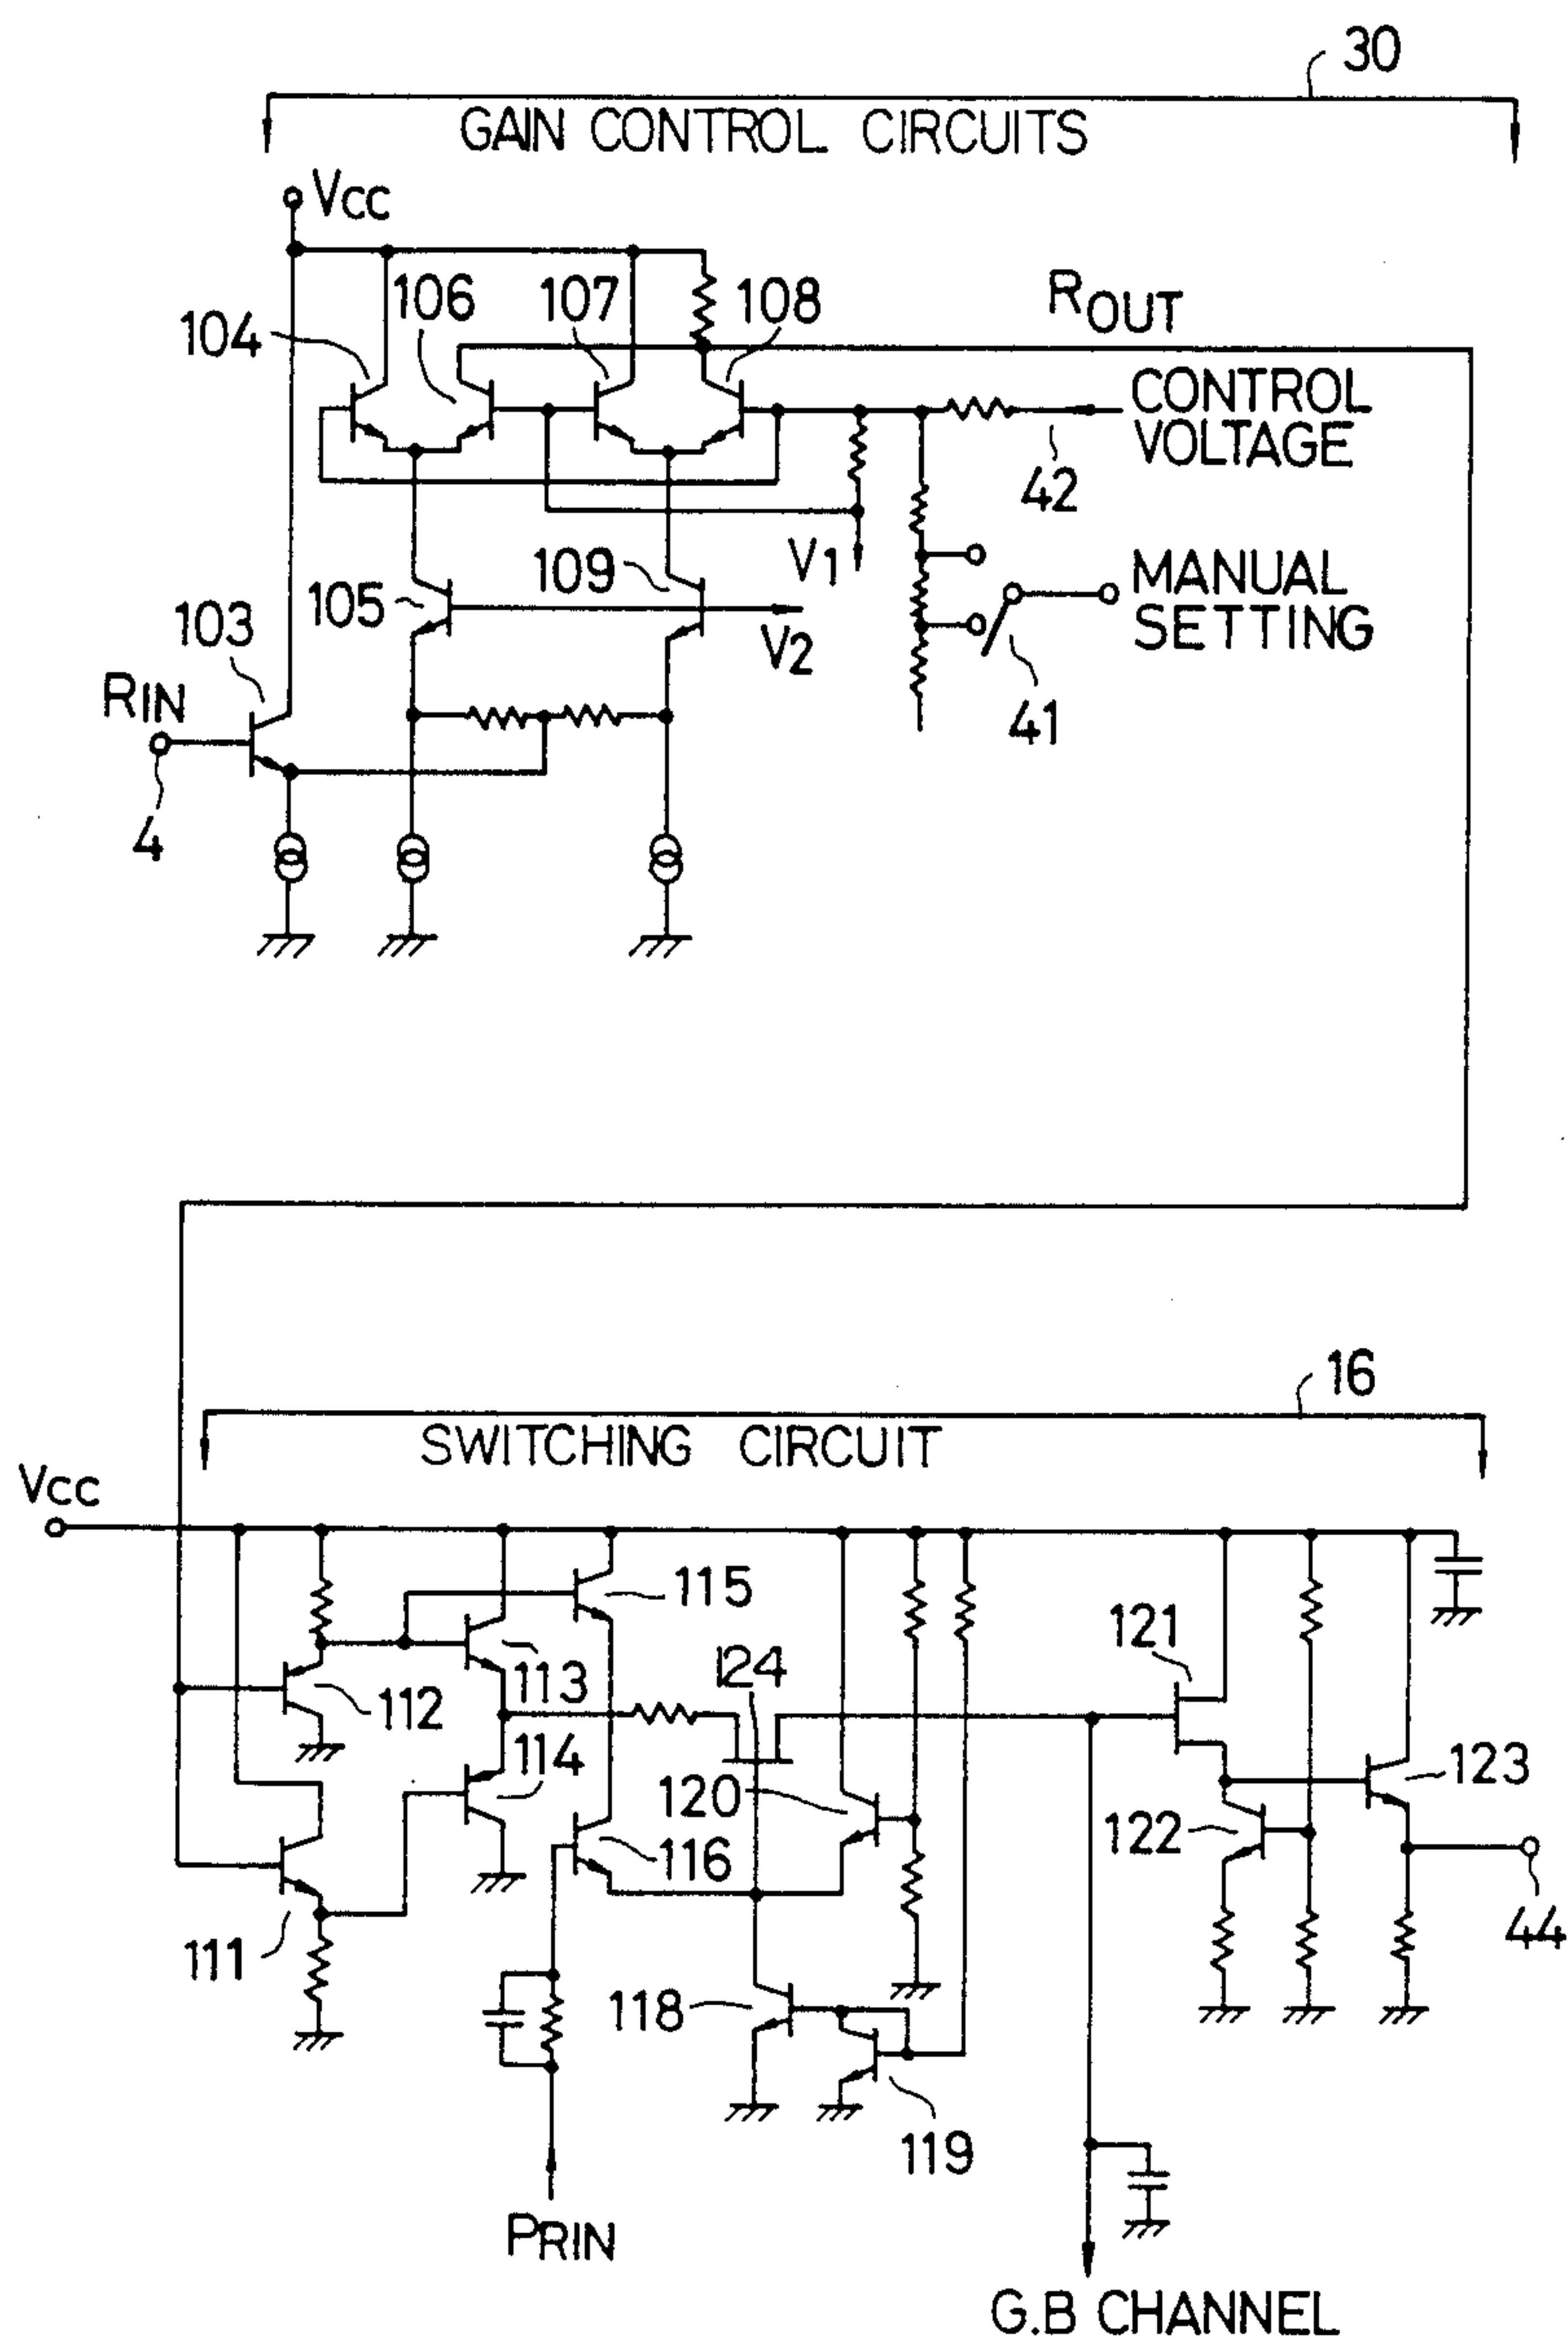 30
GAIN CONTROL CIRCUITS
VCC
104
106
107
108
ROUT
CONTROL
VOLTAGE
42
V1
109
105
MANUAL
SETTING
V2
103
RIN
41
4
16
SWITCHING CIRCUIT
VCC
115
121
124
113
112
114
123
120
122
116
44
111
118
119
PRIN
G.B CHANNEL